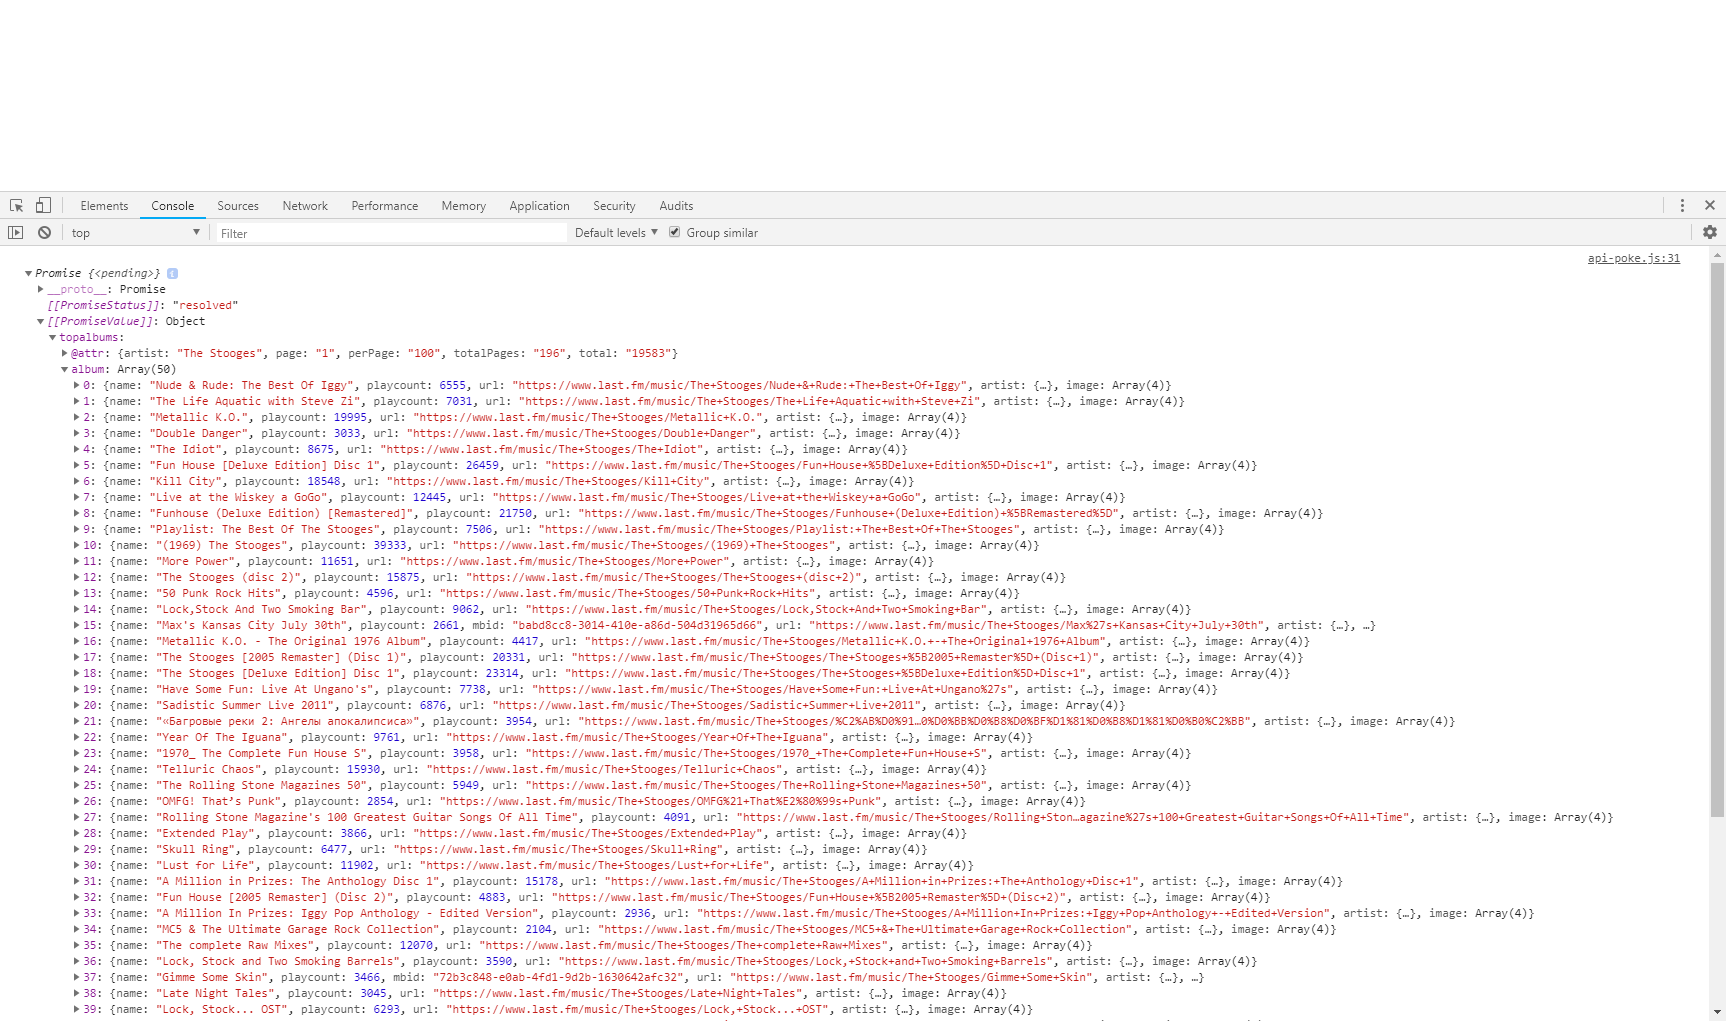 Elements Console Sources Network Performance Memory Application Security Audits
top Filter Default levels Group similar
api-poke.js:31
Promise {<pending>} i
__proto__: Promise
[[PromiseStatus]]: "resolved"
[[PromiseValue]]: Object
topalbums:
@attr: {artist: "The Stooges", page: "1", perPage: "100", totalPages: "196", total: "19583"}
album: Array(50)
0: {name: "Nude & Rude: The Best Of Iggy", playcount: 6555, url: "https://www.last.fm/music/The+Stooges/Nude+&+Rude:+The+Best+Of+Iggy", artist: {…}, image: Array(4)}
1: {name: "The Life Aquatic with Steve Zi", playcount: 7031, url: "https://www.last.fm/music/The+Stooges/The+Life+Aquatic+with+Steve+Zi", artist: {…}, image: Array(4)}
2: {name: "Metallic K.O.", playcount: 19995, url: "https://www.last.fm/music/The+Stooges/Metallic+K.O.", artist: {…}, image: Array(4)}
3: {name: "Double Danger", playcount: 3033, url: "https://www.last.fm/music/The+Stooges/Double+Danger", artist: {…}, image: Array(4)}
4: {name: "The Idiot", playcount: 8675, url: "https://www.last.fm/music/The+Stooges/The+Idiot", artist: {…}, image: Array(4)}
5: {name: "Fun House [Deluxe Edition] Disc 1", playcount: 26459, url: "https://www.last.fm/music/The+Stooges/Fun+House+%5BDeluxe+Edition%5D+Disc+1", artist: {…}, image: Array(4)}
6: {name: "Kill City", playcount: 18548, url: "https://www.last.fm/music/The+Stooges/Kill+City", artist: {…}, image: Array(4)}
7: {name: "Live at the Wiskey a GoGo", playcount: 12445, url: "https://www.last.fm/music/The+Stooges/Live+at+the+Wiskey+a+GoGo", artist: {…}, image: Array(4)}
8: {name: "Funhouse (Deluxe Edition) [Remastered]", playcount: 21750, url: "https://www.last.fm/music/The+Stooges/Funhouse+(Deluxe+Edition)+%5BRemastered%5D", artist: {…}, image: Array(4)}
9: {name: "Playlist: The Best Of The Stooges", playcount: 7506, url: "https://www.last.fm/music/The+Stooges/Playlist:+The+Best+Of+The+Stooges", artist: {…}, image: Array(4)}
10: {name: "(1969) The Stooges", playcount: 39333, url: "https://www.last.fm/music/The+Stooges/(1969)+The+Stooges", artist: {…}, image: Array(4)}
11: {name: "More Power", playcount: 11651, url: "https://www.last.fm/music/The+Stooges/More+Power", artist: {…}, image: Array(4)}
12: {name: "The Stooges (disc 2)", playcount: 15875, url: "https://www.last.fm/music/The+Stooges/The+Stooges+(disc+2)", artist: {…}, image: Array(4)}
13: {name: "50 Punk Rock Hits", playcount: 4596, url: "https://www.last.fm/music/The+Stooges/50+Punk+Rock+Hits", artist: {…}, image: Array(4)}
14: {name: "Lock,Stock And Two Smoking Bar", playcount: 9062, url: "https://www.last.fm/music/The+Stooges/Lock,Stock+And+Two+Smoking+Bar", artist: {…}, image: Array(4)}
15: {name: "Max's Kansas City July 30th", playcount: 2661, mbid: "babd8cc8-3014-410e-a86d-504d31965d66", url: "https://www.last.fm/music/The+Stooges/Max%27s+Kansas+City+July+30th", artist: {…}, …}
16: {name: "Metallic K.O. - The Original 1976 Album", playcount: 4417, url: "https://www.last.fm/music/The+Stooges/Metallic+K.O.+-+The+Original+1976+Album", artist: {…}, image: Array(4)}
17: {name: "The Stooges [2005 Remaster] (Disc 1)", playcount: 20331, url: "https://www.last.fm/music/The+Stooges/The+Stooges+%5B2005+Remaster%5D+(Disc+1)", artist: {…}, image: Array(4)}
18: {name: "The Stooges [Deluxe Edition] Disc 1", playcount: 23314, url: "https://www.last.fm/music/The+Stooges/The+Stooges+%5BDeluxe+Edition%5D+Disc+1", artist: {…}, image: Array(4)}
19: {name: "Have Some Fun: Live At Ungano's", playcount: 7738, url: "https://www.last.fm/music/The+Stooges/Have+Some+Fun:+Live+At+Ungano%27s", artist: {…}, image: Array(4)}
20: {name: "Sadistic Summer Live 2011", playcount: 6876, url: "https://www.last.fm/music/The+Stooges/Sadistic+Summer+Live+2011", artist: {…}, image: Array(4)}
21: {name: "«Багровые реки 2: Ангелы апокалипсиса»", playcount: 3954, url: "https://www.last.fm/music/The+Stooges/%C2%AB%D0%91…0%D0%BB%D0%B8%D0%BF%D1%81%D0%B8%D1%81%D0%B0%C2%BB", artist: {…}, image: Array(4)}
22: {name: "Year Of The Iguana", playcount: 9761, url: "https://www.last.fm/music/The+Stooges/Year+Of+The+Iguana", artist: {…}, image: Array(4)}
23: {name: "1970_ The Complete Fun House S", playcount: 3958, url: "https://www.last.fm/music/The+Stooges/1970_+The+Complete+Fun+House+S", artist: {…}, image: Array(4)}
24: {name: "Telluric Chaos", playcount: 15930, url: "https://www.last.fm/music/The+Stooges/Telluric+Chaos", artist: {…}, image: Array(4)}
25: {name: "The Rolling Stone Magazines 50", playcount: 5949, url: "https://www.last.fm/music/The+Stooges/The+Rolling+Stone+Magazines+50", artist: {…}, image: Array(4)}
26: {name: "OMFG! That’s Punk", playcount: 2854, url: "https://www.last.fm/music/The+Stooges/OMFG%21+That%E2%80%99s+Punk", artist: {…}, image: Array(4)}
27: {name: "Rolling Stone Magazine's 100 Greatest Guitar Songs Of All Time", playcount: 4091, url: "https://www.last.fm/music/The+Stooges/Rolling+Ston…agazine%27s+100+Greatest+Guitar+Songs+Of+All+Time", artist: {…}, image: Array(4)}
28: {name: "Extended Play", playcount: 3866, url: "https://www.last.fm/music/The+Stooges/Extended+Play", artist: {…}, image: Array(4)}
29: {name: "Skull Ring", playcount: 6477, url: "https://www.last.fm/music/The+Stooges/Skull+Ring", artist: {…}, image: Array(4)}
30: {name: "Lust for Life", playcount: 11902, url: "https://www.last.fm/music/The+Stooges/Lust+for+Life", artist: {…}, image: Array(4)}
31: {name: "A Million in Prizes: The Anthology Disc 1", playcount: 15178, url: "https://www.last.fm/music/The+Stooges/A+Million+in+Prizes:+The+Anthology+Disc+1", artist: {…}, image: Array(4)}
32: {name: "Fun House [2005 Remaster] (Disc 2)", playcount: 4883, url: "https://www.last.fm/music/The+Stooges/Fun+House+%5B2005+Remaster%5D+(Disc+2)", artist: {…}, image: Array(4)}
33: {name: "A Million In Prizes: Iggy Pop Anthology - Edited Version", playcount: 2936, url: "https://www.last.fm/music/The+Stooges/A+Million+In+Prizes:+Iggy+Pop+Anthology+-+Edited+Version", artist: {…}, image: Array(4)}
34: {name: "MC5 & The Ultimate Garage Rock Collection", playcount: 2104, url: "https://www.last.fm/music/The+Stooges/MC5+&+The+Ultimate+Garage+Rock+Collection", artist: {…}, image: Array(4)}
35: {name: "The complete Raw Mixes", playcount: 12070, url: "https://www.last.fm/music/The+Stooges/The+complete+Raw+Mixes", artist: {…}, image: Array(4)}
36: {name: "Lock, Stock and Two Smoking Barrels", playcount: 3590, url: "https://www.last.fm/music/The+Stooges/Lock,+Stock+and+Two+Smoking+Barrels", artist: {…}, image: Array(4)}
37: {name: "Gimme Some Skin", playcount: 3466, mbid: "72b3c848-e0ab-4fd1-9d2b-1630642afc32", url: "https://www.last.fm/music/The+Stooges/Gimme+Some+Skin", artist: {…}, …}
38: {name: "Late Night Tales", playcount: 3045, url: "https://www.last.fm/music/The+Stooges/Late+Night+Tales", artist: {…}, image: Array(4)}
39: {name: "Lock, Stock... OST", playcount: 6293, url: "https://www.last.fm/music/The+Stooges/Lock,+Stock...+OST", artist: {…}, image: Array(4)}